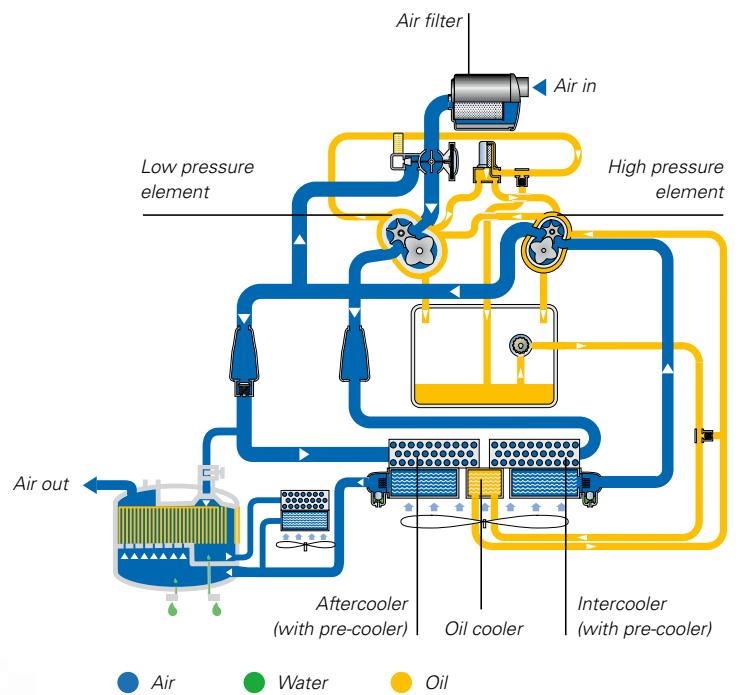 Air filter
Air in
Low pressure
element
High pressure
element
Air out
Aftercooler
(with pre-cooler)
Oil cooler
Intercooler
(with pre-cooler)
Air
Water
Oil